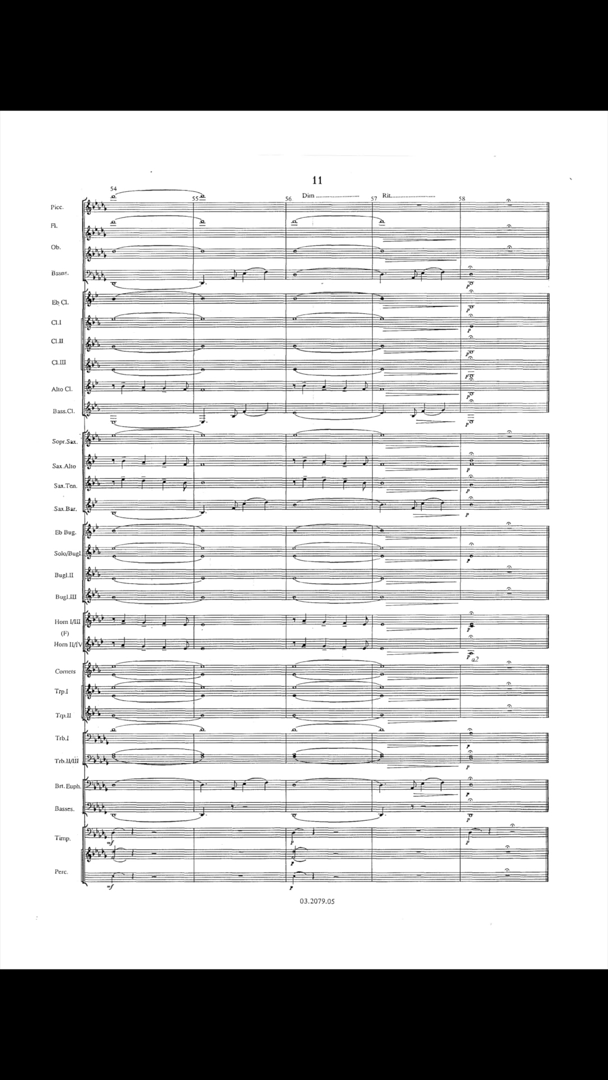 11
54
Dim
Rit.
55
56
57
58
Picc.
Fl.
Ob.
Eb Cl.
p
Cl.I
p
Cl.II
p
Cl.III
p
Alto Cl.
p
Bass.Cl.
p
Sopr.Sax.
Sax.Alto
p
Sax.Ten.
Sax.Bar.
p
Eb Bug.
Solo/Bugl.
p
Bugl.II
Bugl.III
Horn I/III
p
(F)
Horn II/IV
p
a2
Cornets
Trp.I
Trp.II
Trb.I
p
Trb.II/III
p
Brt.Euph.
p
Basses.
p
Timp.
mf
p
p
Perc.
mf
p
03.2079.05